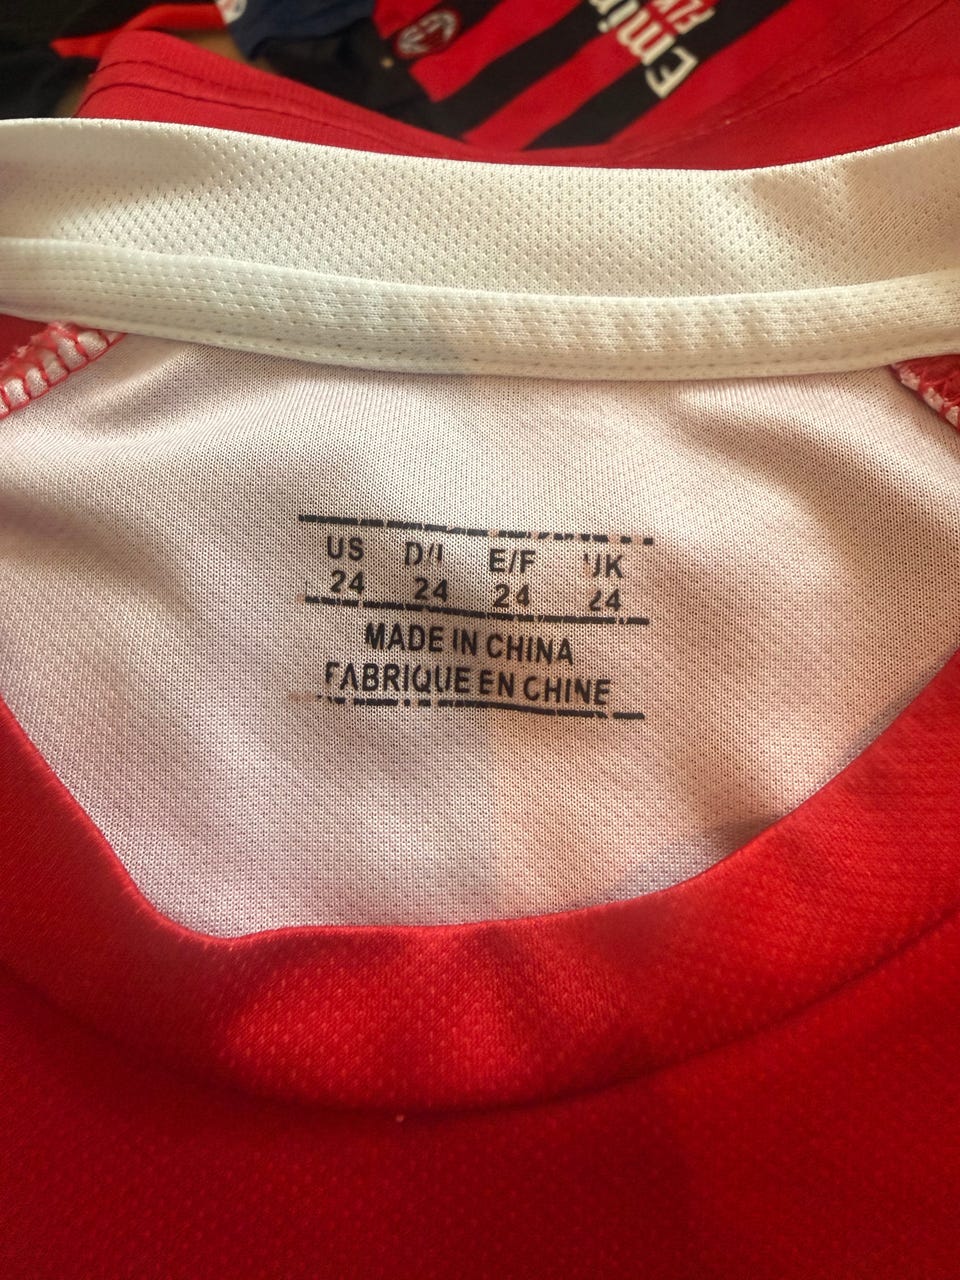 US D/I E/F UK
24 24 24 24
MADE IN CHINA
FABRIQUE EN CHINE